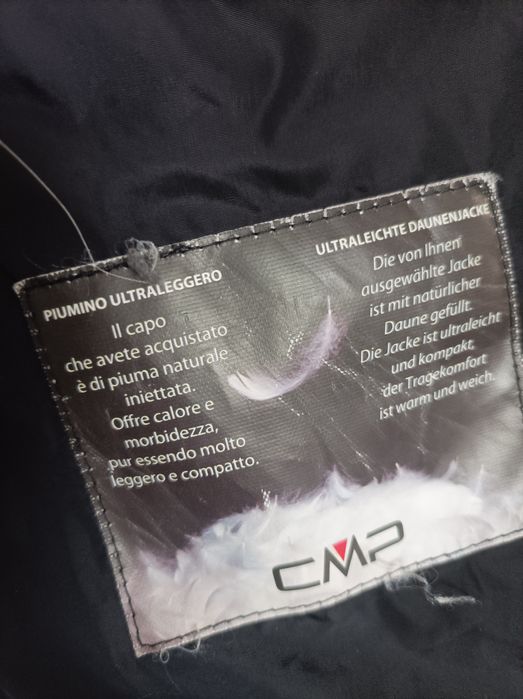 PIUMINO ULTRALEGGERO
Il capo
che avete acquistato
è di piuma naturale
iniettata.
Offre calore e
morbidezza,
pur essendo molto
leggero e compatto.
ULTRALEICHTE DAUNENJACKE
Die von Ihnen
ausgewählte Jacke
ist mit natürlicher
Daune gefüllt.
Die Jacke ist ultraleicht
und kompakt,
der Tragekomfort
ist warm und weich.
CMP